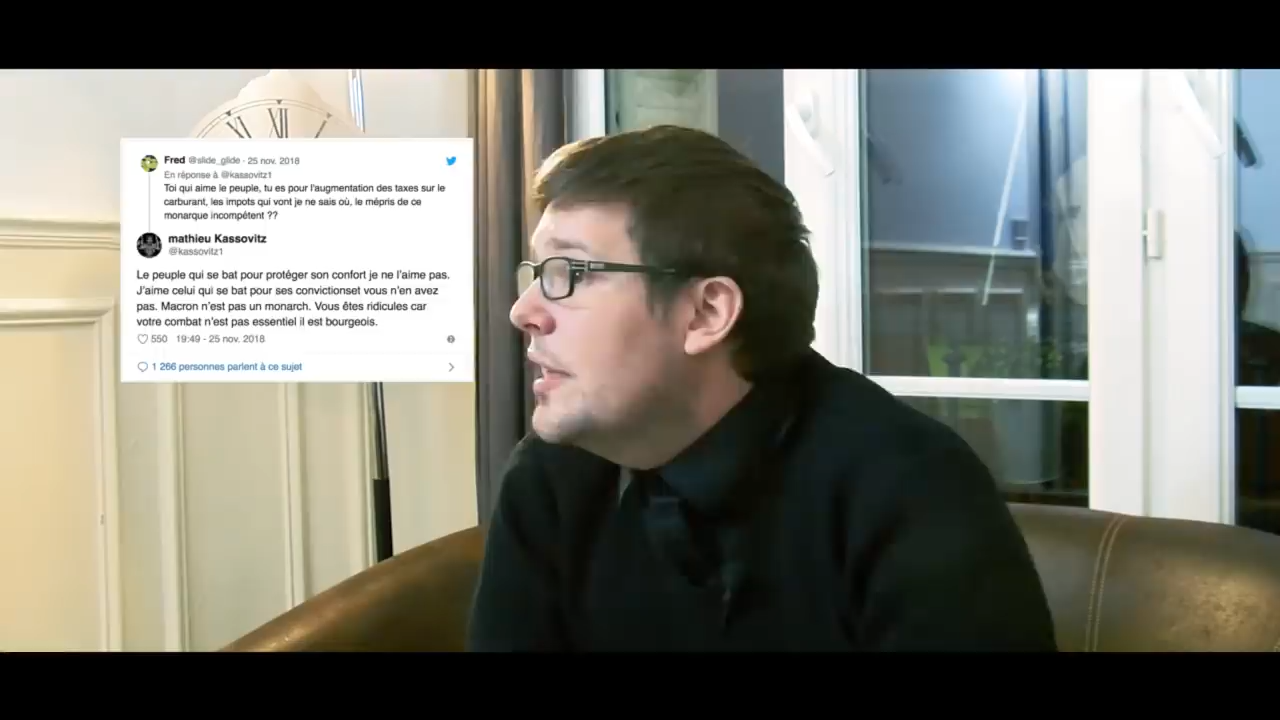 Fred @slide_glide · 25 nov. 2018
En réponse à @kassovitz1
Toi qui aime le peuple, tu es pour l'augmentation des taxes sur le
carburant, les impots qui vont je ne sais où, le mépris de ce
monarque incompétent ??
mathieu Kassovitz
@kassovitz1
Le peuple qui se bat pour protéger son confort je ne l'aime pas.
J'aime celui qui se bat pour ses convictionset vous n'en avez
pas. Macron n'est pas un monarch. Vous êtes ridicules car
votre combat n'est pas essentiel il est bourgeois.
550 19:49 - 25 nov. 2018
1 266 personnes parlent à ce sujet
XII